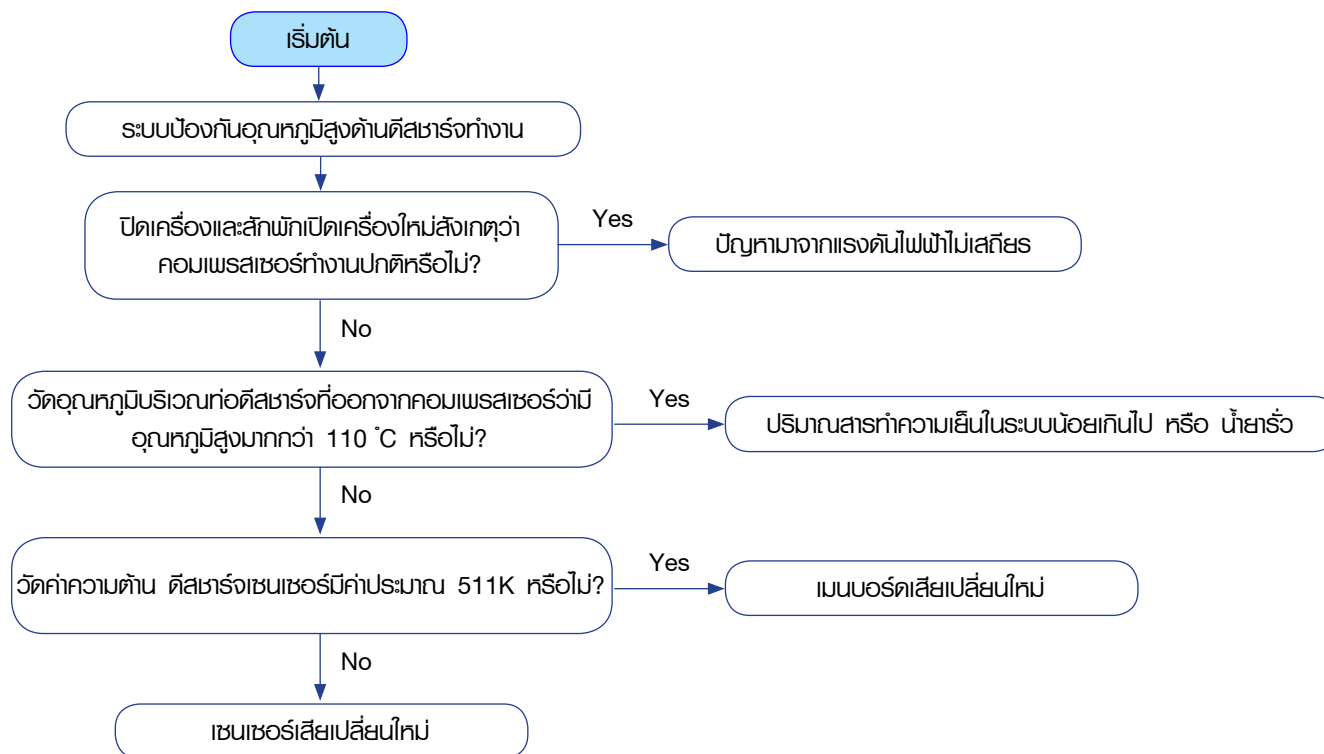 เริ่มต้น
ระบบป้องกันอุณหภูมิสูงด้านดีสชาร์จทำงาน
ปิดเครื่องและสักพักเปิดเครื่องใหม่สังเกตุว่า
คอมเพรสเซอร์ทำงานปกติหรือไม่?
Yes
ปัญหามาจากแรงดันไฟฟ้าไม่เสถียร
No
วัดอุณหภูมิบริเวณท่อดีสชาร์จที่ออกจากคอมเพรสเซอร์ว่ามี
อุณหภูมิสูงมากกว่า 110 ํC หรือไม่?
Yes
ปริมาณสารทำความเย็นในระบบน้อยเกินไป หรือ น้ำยารั่ว
No
วัดค่าความต้าน ดีสชาร์จเซนเซอร์มีค่าประมาณ 511K หรือไม่?
Yes
เมนบอร์ดเสียเปลี่ยนใหม่
No
เซนเซอร์เสียเปลี่ยนใหม่